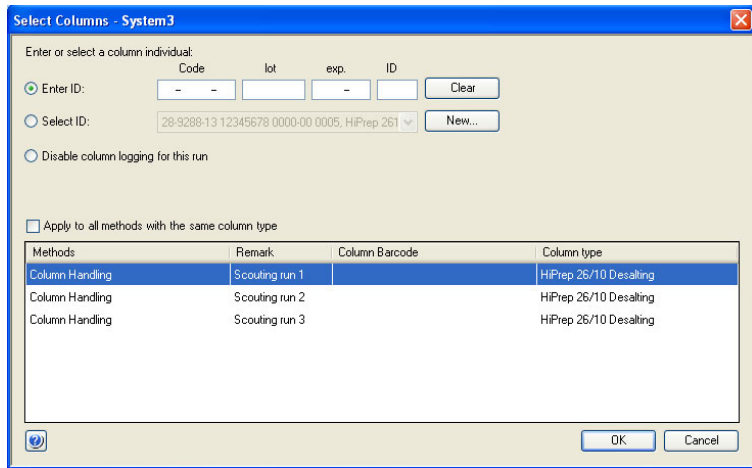 Select Columns - System3
Enter or select a column individual:
Code lot exp. ID
Enter ID: - - - Clear
Select ID: 28-9288-13 12345678 0000-00 0005, HiPrep 261 New...
Disable column logging for this run
Apply to all methods with the same column type
Methods Remark Column Barcode Column type
Column Handling Scouting run 1 HiPrep 26/10 Desalting
Column Handling Scouting run 2 HiPrep 26/10 Desalting
Column Handling Scouting run 3 HiPrep 26/10 Desalting
? OK Cancel